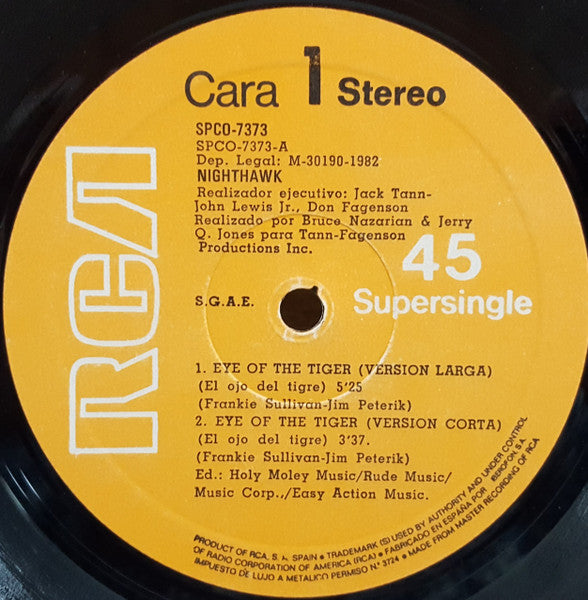 Cara 1 Stereo
SPCO-7373
SPCO-7373-A
Dep. Legal: M-30190-1982
NIGHTHAWK
Realizador ejecutivo: Jack Tann-
John Lewis Jr., Don Fagenson
Realizado por Bruce Nazarian & Jerry
Q. Jones para Tann-Fagenson
Productions Inc.
RCA
45
Supersingle
S.G.A.E.
1. EYE OF THE TIGER (VERSION LARGA)
(El ojo del tigre) 5'25
(Frankie Sullivan-Jim Peterik)
2. EYE OF THE TIGER (VERSION CORTA)
(El ojo del tigre) 3'37.
(Frankie Sullivan-Jim Peterik)
Ed.: Holy Moley Music/Rude Music/
Music Corp../Easy Action Music.
PRODUCT OF RCA. S. A. SPAIN • TRADEMARK (S) USED BY AUTHORITY AND UNDER CONTROL
OF RADIO CORPORATION OF AMERICA (RCA) • FABRICADO EN ESPAÑA POR IBEROFON, S.A.
IMPUESTO DE LUJO A METALICO PERMISO N.º 3724 • MADE FROM MASTER RECORDING OF RCA